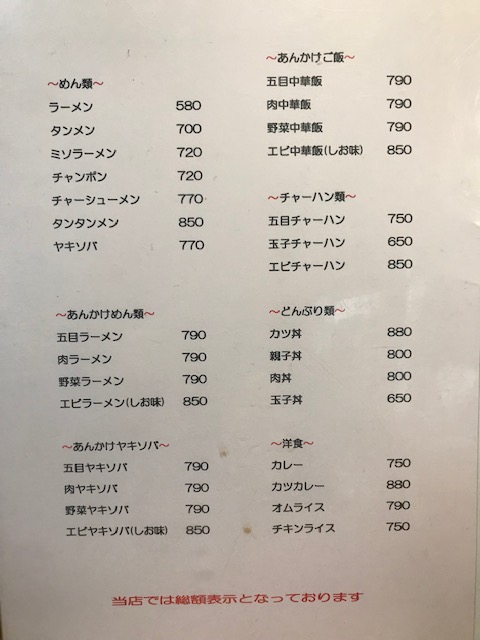 ～めん類～
ラーメン 580
タンメン 700
ミソラーメン 720
チャンポン 720
チャーシューメン 770
タンタンメン 850
ヤキソバ 770
～あんかけめん類～
五目ラーメン 790
肉ラーメン 790
野菜ラーメン 790
エビラーメン(しお味) 850
～あんかけヤキソバ～
五目ヤキソバ 790
肉ヤキソバ 790
野菜ヤキソバ 790
エビヤキソバ(しお味) 850
～あんかけご飯～
五目中華飯 790
肉中華飯 790
野菜中華飯 790
エビ中華飯(しお味) 850
～チャーハン類～
五目チャーハン 750
玉子チャーハン 650
エビチャーハン 850
～どんぶり類～
カツ丼 880
親子丼 800
肉丼 800
玉子丼 650
～洋食～
カレー 750
カツカレー 880
オムライス 790
チキンライス 750
当店では総額表示となっております